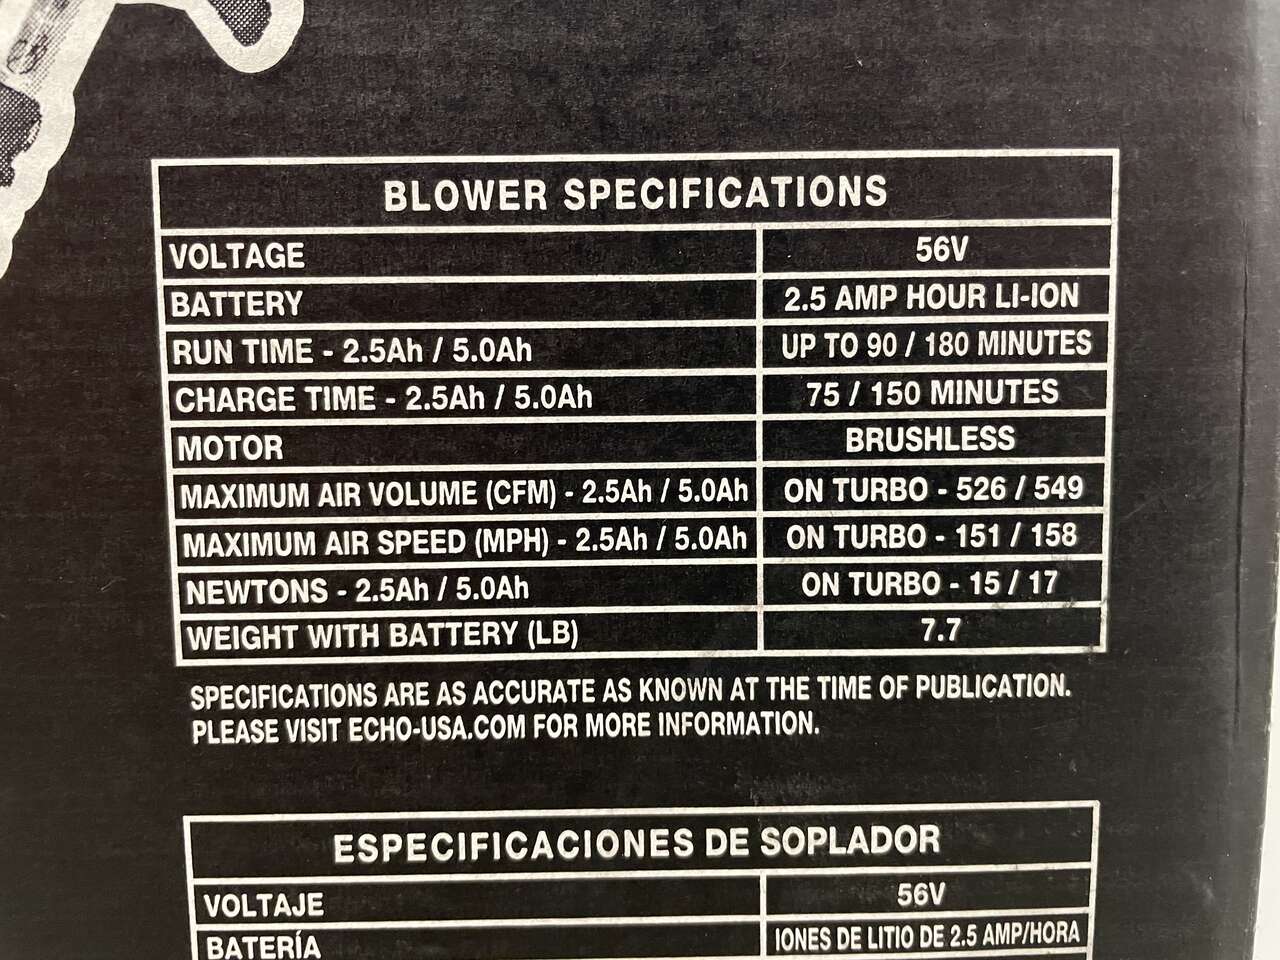 BLOWER SPECIFICATIONS
VOLTAGE 56V
BATTERY 2.5 AMP HOUR LI-ION
RUN TIME - 2.5Ah / 5.0Ah UP TO 90 / 180 MINUTES
CHARGE TIME - 2.5Ah / 5.0Ah 75 / 150 MINUTES
MOTOR BRUSHLESS
MAXIMUM AIR VOLUME (CFM) - 2.5Ah / 5.0Ah ON TURBO - 526 / 549
MAXIMUM AIR SPEED (MPH) - 2.5Ah / 5.0Ah ON TURBO - 151 / 158
NEWTONS - 2.5Ah / 5.0Ah ON TURBO - 15 / 17
WEIGHT WITH BATTERY (LB) 7.7
SPECIFICATIONS ARE AS ACCURATE AS KNOWN AT THE TIME OF PUBLICATION.
PLEASE VISIT ECHO-USA.COM FOR MORE INFORMATION.
ESPECIFICACIONES DE SOPLADOR
VOLTAJE 56V
BATERÍA IONES DE LITIO DE 2.5 AMP/HORA